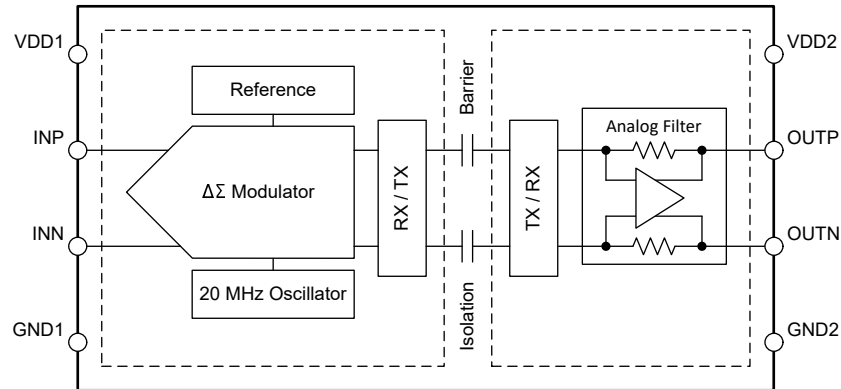 VDD1
VDD2
Reference
Barrier
Analog Filter
INP
OUTP
ΔΣ Modulator
RX / TX
TX / RX
INN
OUTN
20 MHz Oscillator
Isolation
GND1
GND2